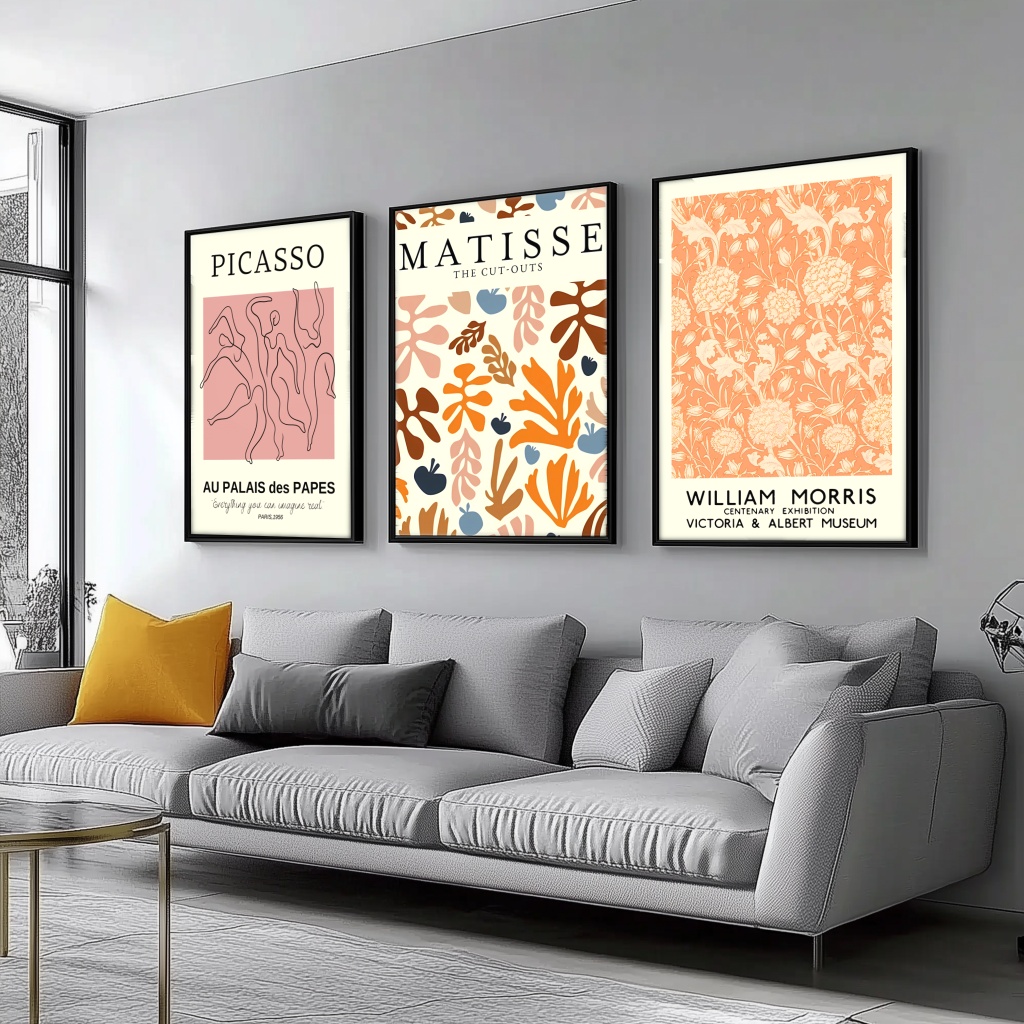 PICASSO
AU PALAIS des PAPES
Everything you can imagine real
PARIS,1956
MATISSE
THE CUT-OUTS
WILLIAM MORRIS
CENTENARY EXHIBITION
VICTORIA & ALBERT MUSEUM